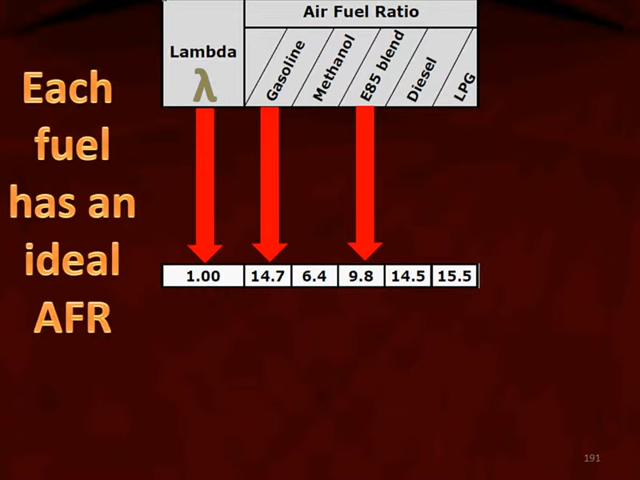 Air Fuel Ratio
Lambda
λ
Gasoline
Methanol
E85 blend
Diesel
LPG
Each
fuel
has an
ideal
AFR
1.00 14.7 6.4 9.8 14.5 15.5
191